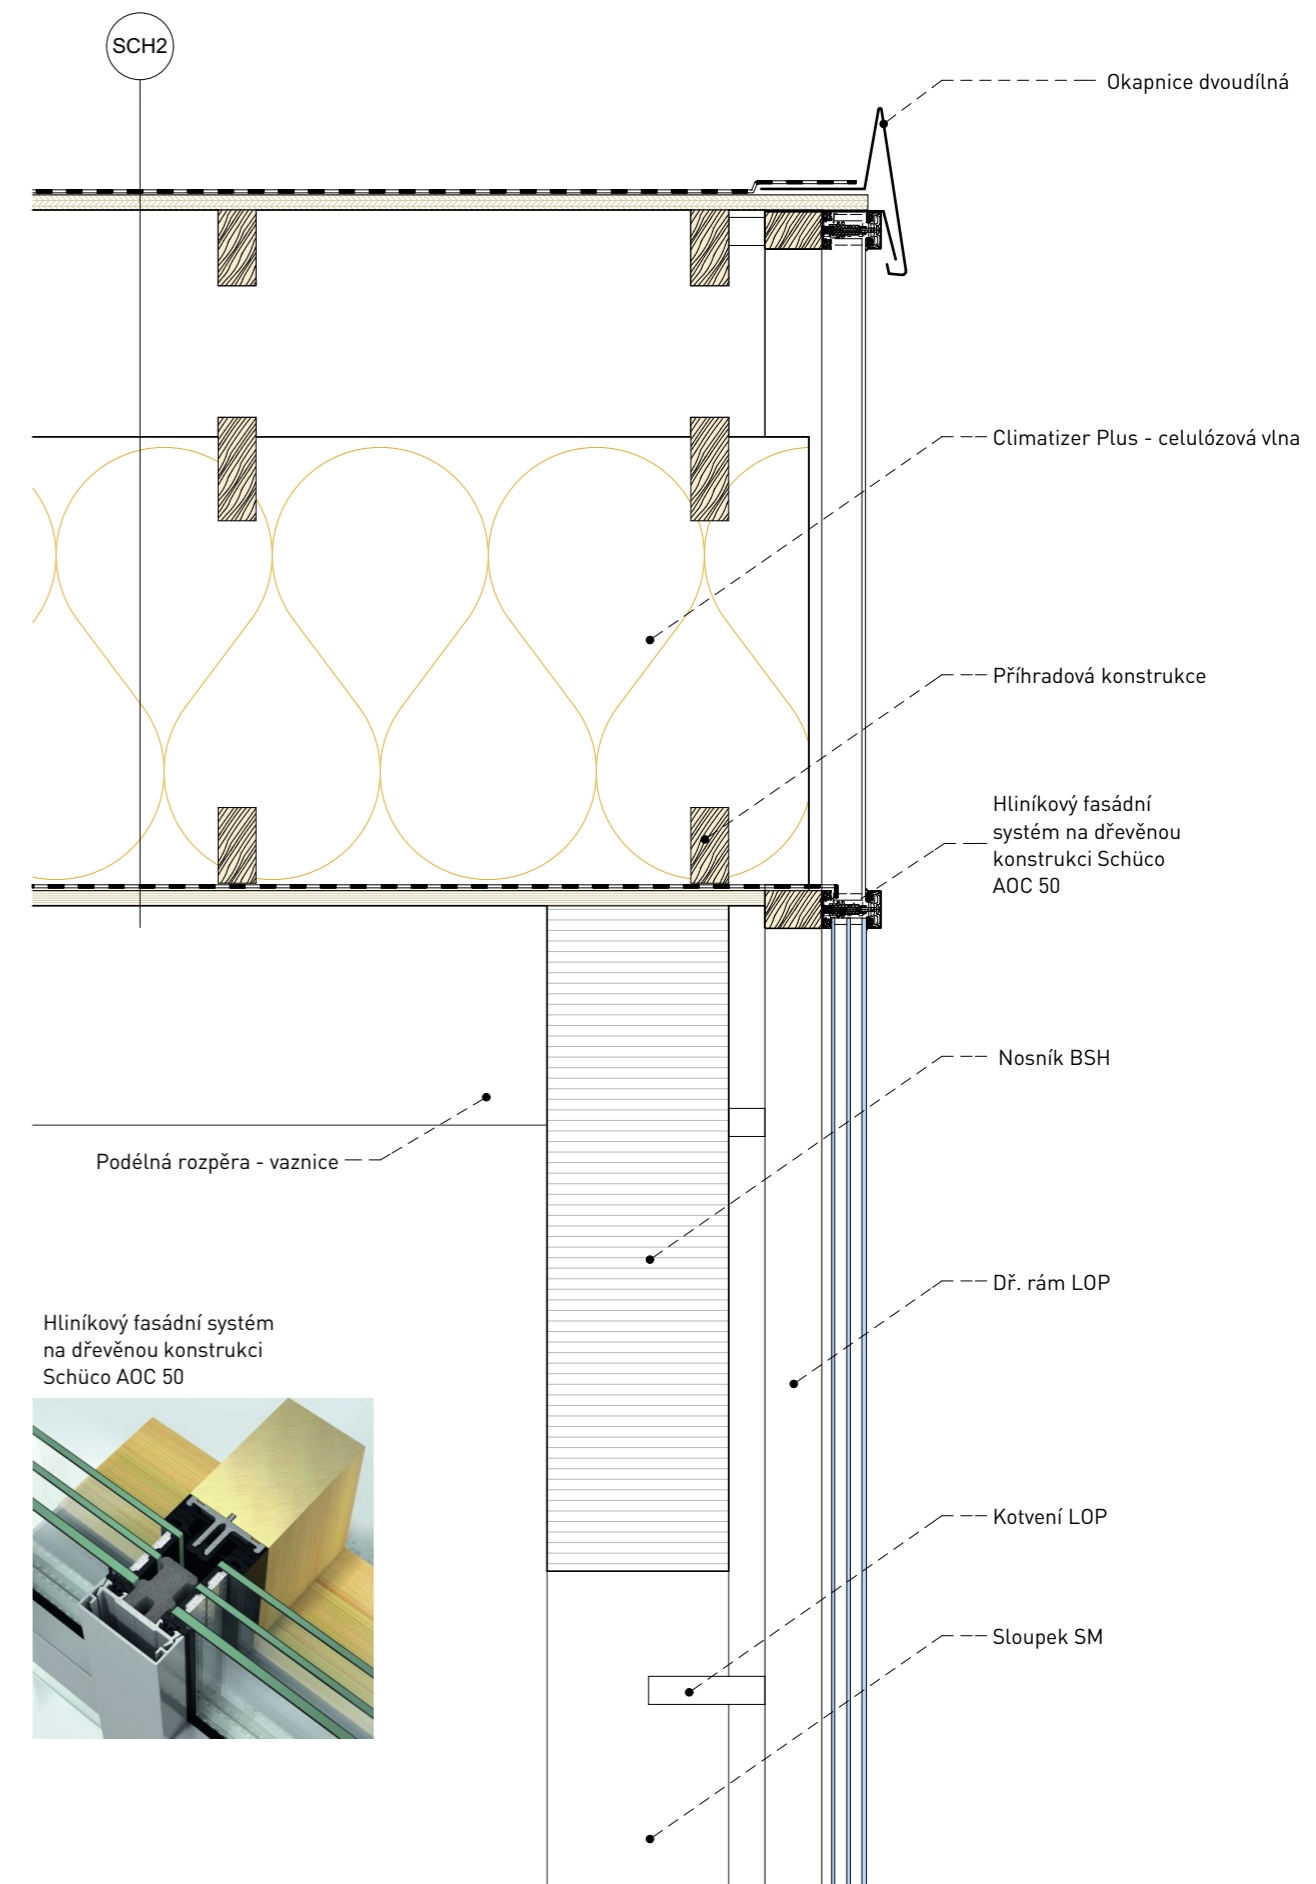 SCH2
Okapnice dvoudílná
Climatizer Plus - celulózová vlna
Příhradová konstrukce
Hliníkový fasádní
systém na dřevěnou
konstrukci Schüco
AOC 50
Nosník BSH
Podélná rozpěra - vaznice
Dř. rám LOP
Hliníkový fasádní systém
na dřevěnou konstrukci
Schüco AOC 50
Kotvení LOP
Sloupek SM